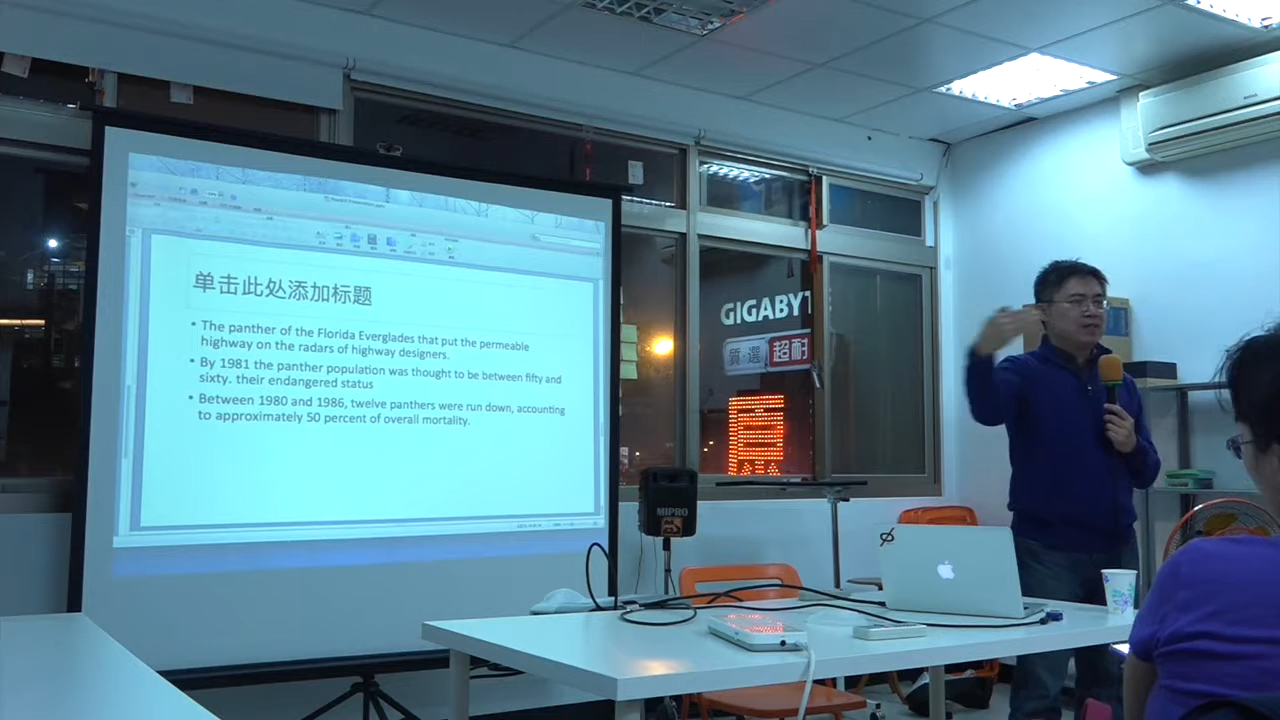 单击此处添加标题
• The panther of the Florida Everglades that put the permeable
highway on the radars of highway designers.
• By 1981 the panther population was thought to be between fifty and
sixty. their endangered status
• Between 1980 and 1986, twelve panthers were run down, accounting
to approximately 50 percent of overall mortality.
GIGABYT
質·選 超耐
MIPRO